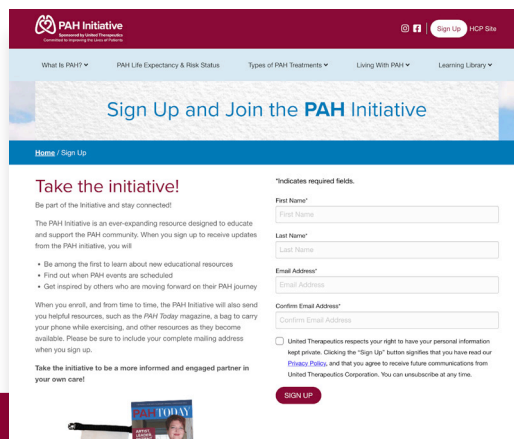 PAH Initiative
Sponsored by United Therapeutics
Committed to Improving the Lives of Patients
Sign Up
HCP Site
What Is PAH?
PAH Life Expectancy & Risk Status
Types of PAH Treatments
Living With PAH
Learning Library
Sign Up and Join the PAH Initiative
Home / Sign Up
Take the initiative!
Be part of the Initiative and stay connected!
The PAH Initiative is an ever-expanding resource designed to educate
and support the PAH community. When you sign up to receive updates
from the PAH initiative, you will
• Be among the first to learn about new educational resources
• Find out when PAH events are scheduled
• Get inspired by others who are moving forward on their PAH journey
When you enroll, and from time to time, the PAH Initiative will also send
you helpful resources, such as the PAH Today magazine, a bag to carry
your phone while exercising, and other resources as they become
available. Please be sure to include your complete mailing address
when you sign up.
Take the initiative to be a more informed and engaged partner in
your own care!
PAH TODAY
ARTIST
LEADER
*Indicates required fields.
First Name*
First Name
Last Name*
Last Name
Email Address*
Email Address
Confirm Email Address*
Confirm Email Address
United Therapeutics respects your right to have your personal information
kept private. Clicking the "Sign Up" button signifies that you have read our
Privacy Policy, and that you agree to receive future communications from
United Therapeutics Corporation. You can unsubscribe at any time.
SIGN UP